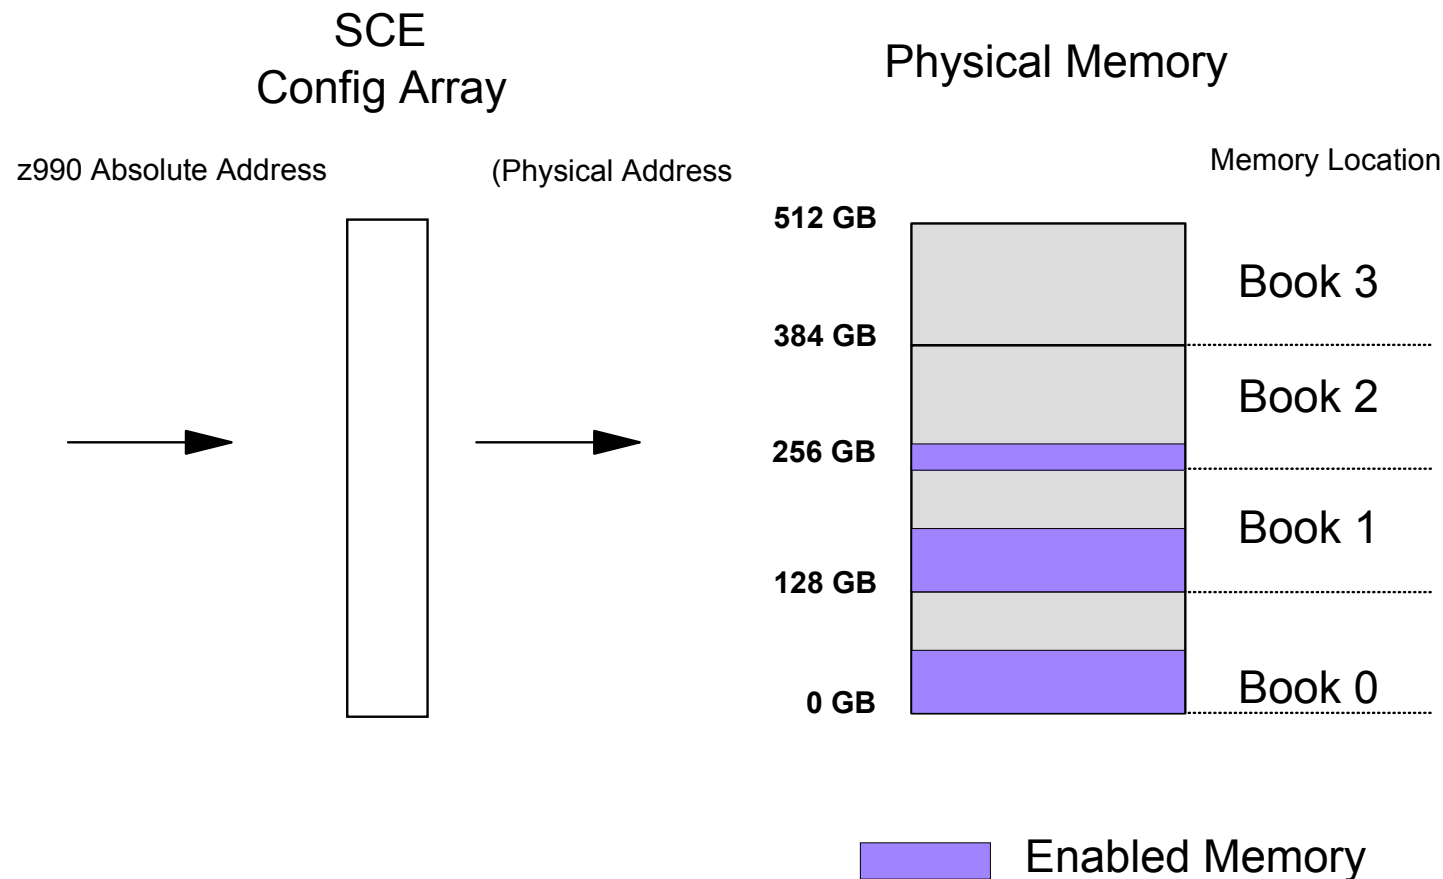 SCE
Config Array
Physical Memory
z990 Absolute Address
(Physical Address
Memory Location
512 GB
Book 3
384 GB
Book 2
256 GB
Book 1
128 GB
Book 0
0 GB
Enabled Memory